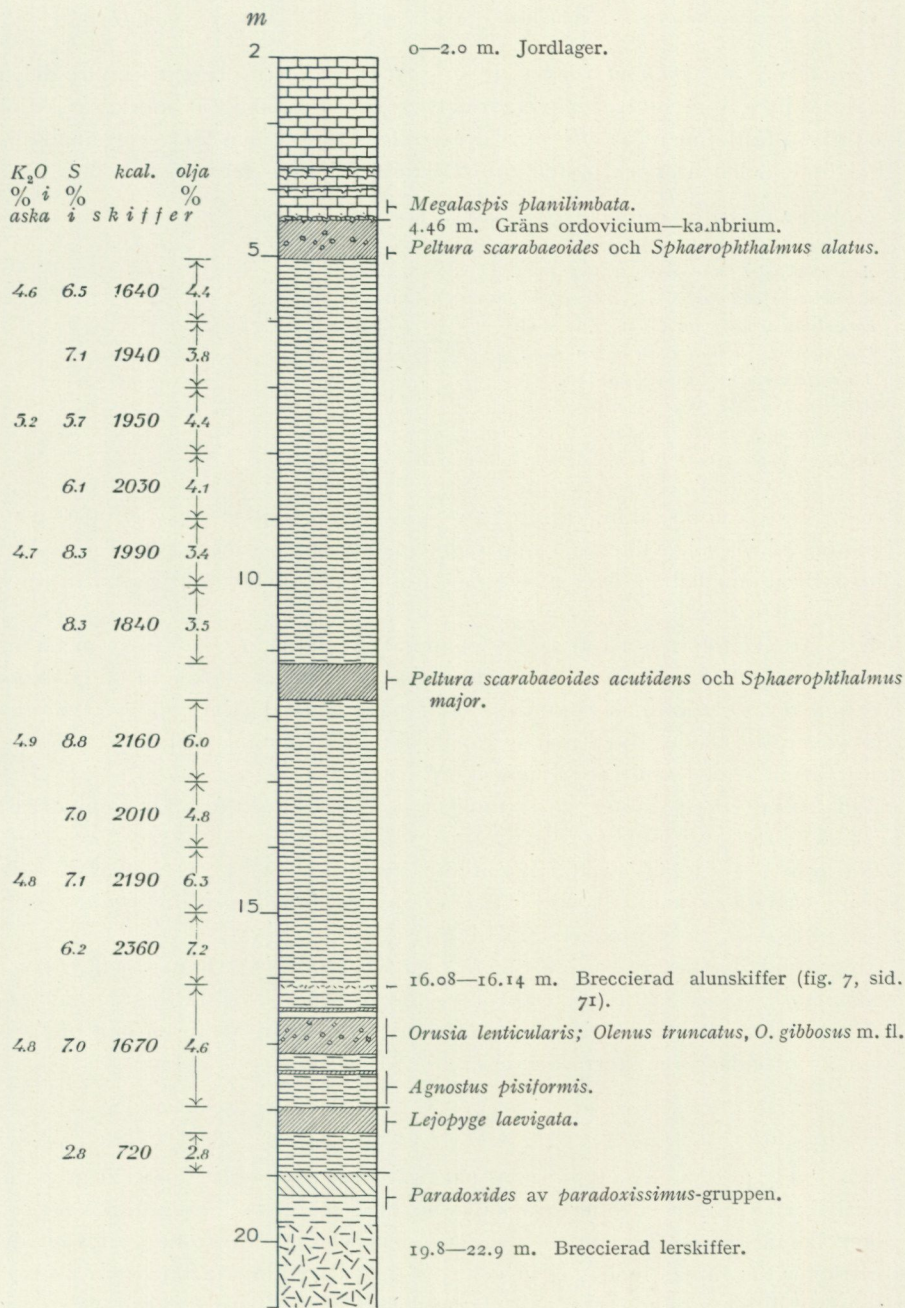 m
2 0—2.0 m. Jordlager.
K₂O S kcal. olja
% i % %
aska i skiffer
Megalaspis planilimbata.
4.46 m. Gräns ordovicium—kambrium.
5 Peltura scarabaeoides och Sphaerophthalmus alatus.
4.6 6.5 1640 4.4
7.1 1940 3.8
5.2 5.7 1950 4.4
6.1 2030 4.1
4.7 8.3 1990 3.4
10
8.3 1840 3.5
Peltura scarabaeoides acutidens och Sphaerophthalmus
major.
4.9 8.8 2160 6.0
7.0 2010 4.8
4.8 7.1 2190 6.3
15
6.2 2360 7.2
16.08—16.14 m. Breccierad alunskiffer (fig. 7, sid.
71).
4.8 7.0 1670 4.6 Orusia lenticularis; Olenus truncatus, O. gibbosus m. fl.
Agnostus pisiformis.
Lejopyge laevigata.
2.8 720 2.8
Paradoxides av paradoxissimus-gruppen.
20
19.8—22.9 m. Breccierad lerskiffer.